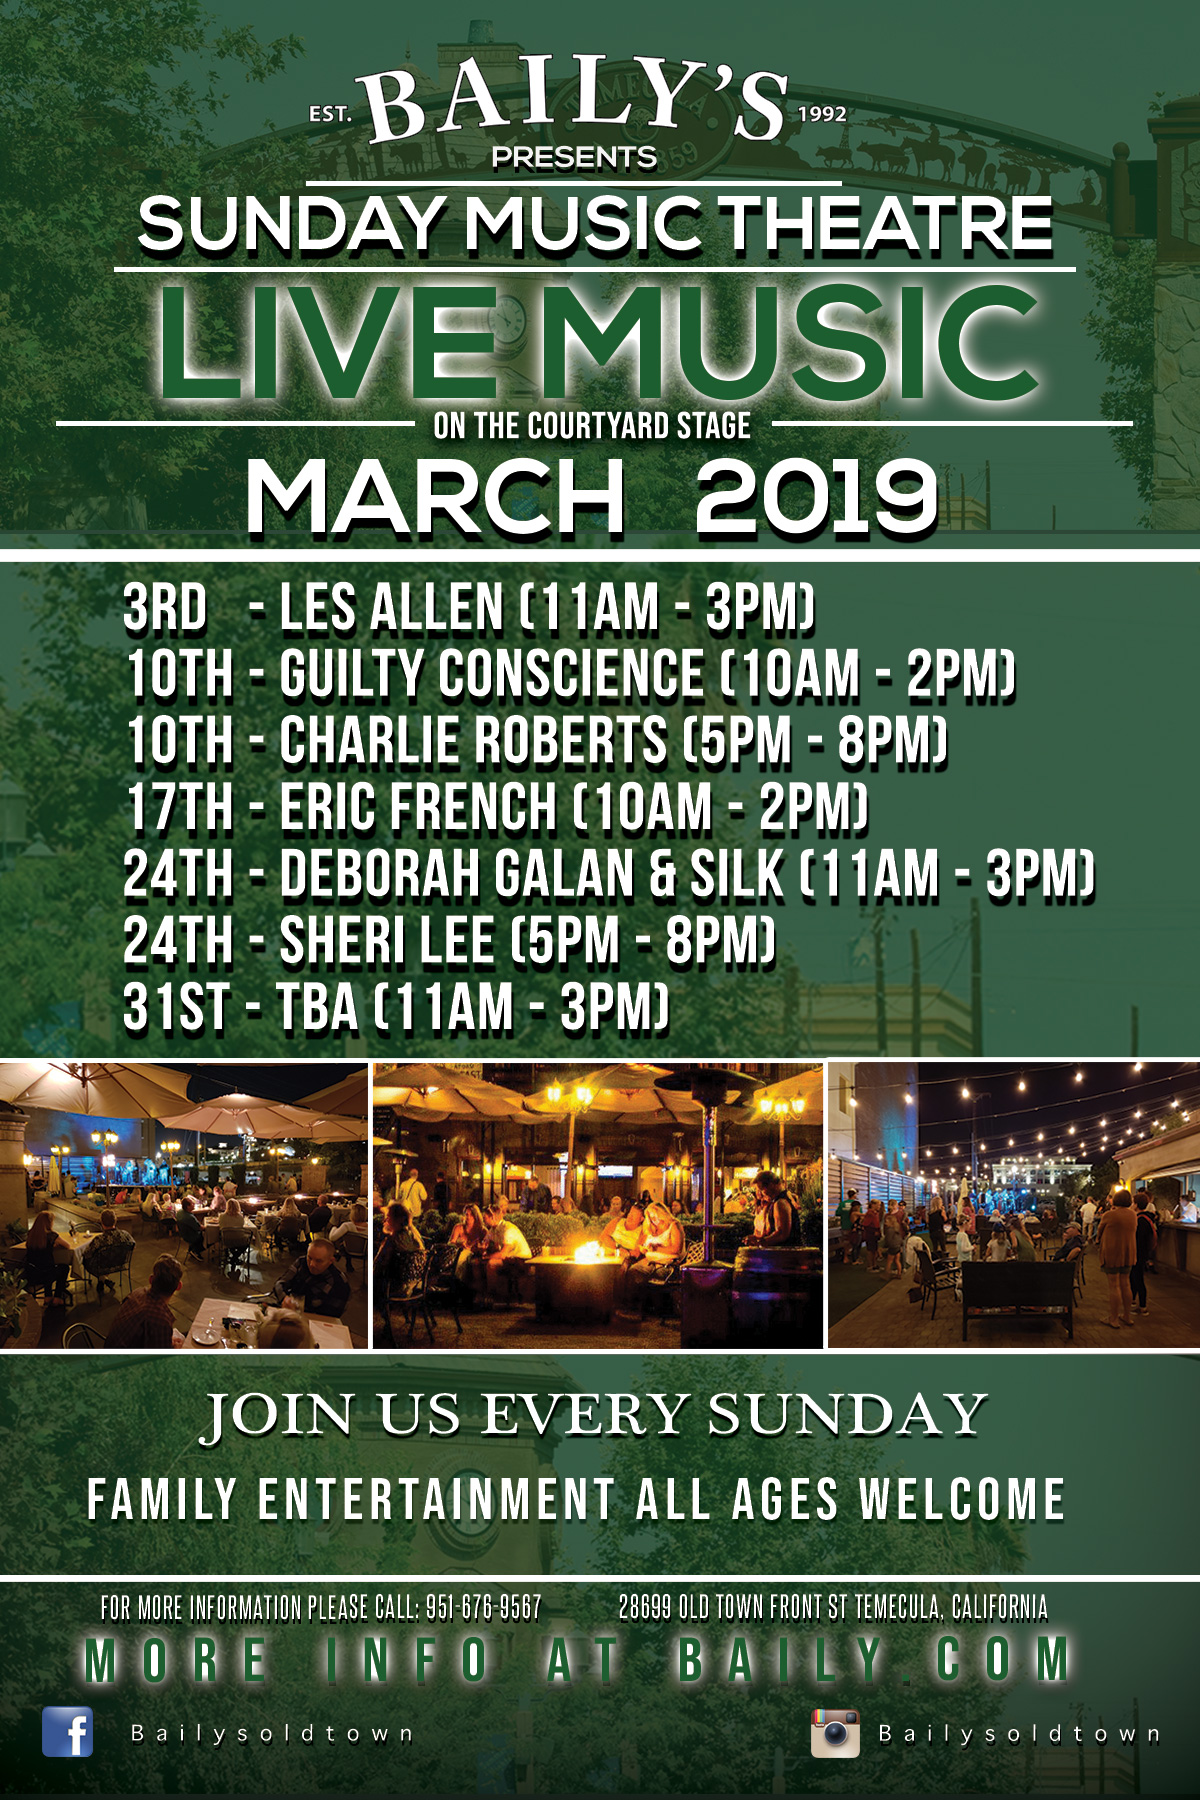 EST. BAILY'S 1992
PRESENTS
SUNDAY MUSIC THEATRE
LIVE MUSIC
ON THE COURTYARD STAGE
MARCH 2019
3RD - LES ALLEN (11AM - 3PM)
10TH - GUILTY CONSCIENCE (10AM - 2PM)
10TH - CHARLIE ROBERTS (5PM - 8PM)
17TH - ERIC FRENCH (10AM - 2PM)
24TH - DEBORAH GALAN & SILK (11AM - 3PM)
24TH - SHERI LEE (5PM - 8PM)
31ST - TBA (11AM - 3PM)
JOIN US EVERY SUNDAY
FAMILY ENTERTAINMENT ALL AGES WELCOME
FOR MORE INFORMATION PLEASE CALL: 951-676-9567 28699 OLD TOWN FRONT ST TEMECULA, CALIFORNIA
MORE INFO AT BAILY.COM
f Bailysoldtown Bailysoldtown